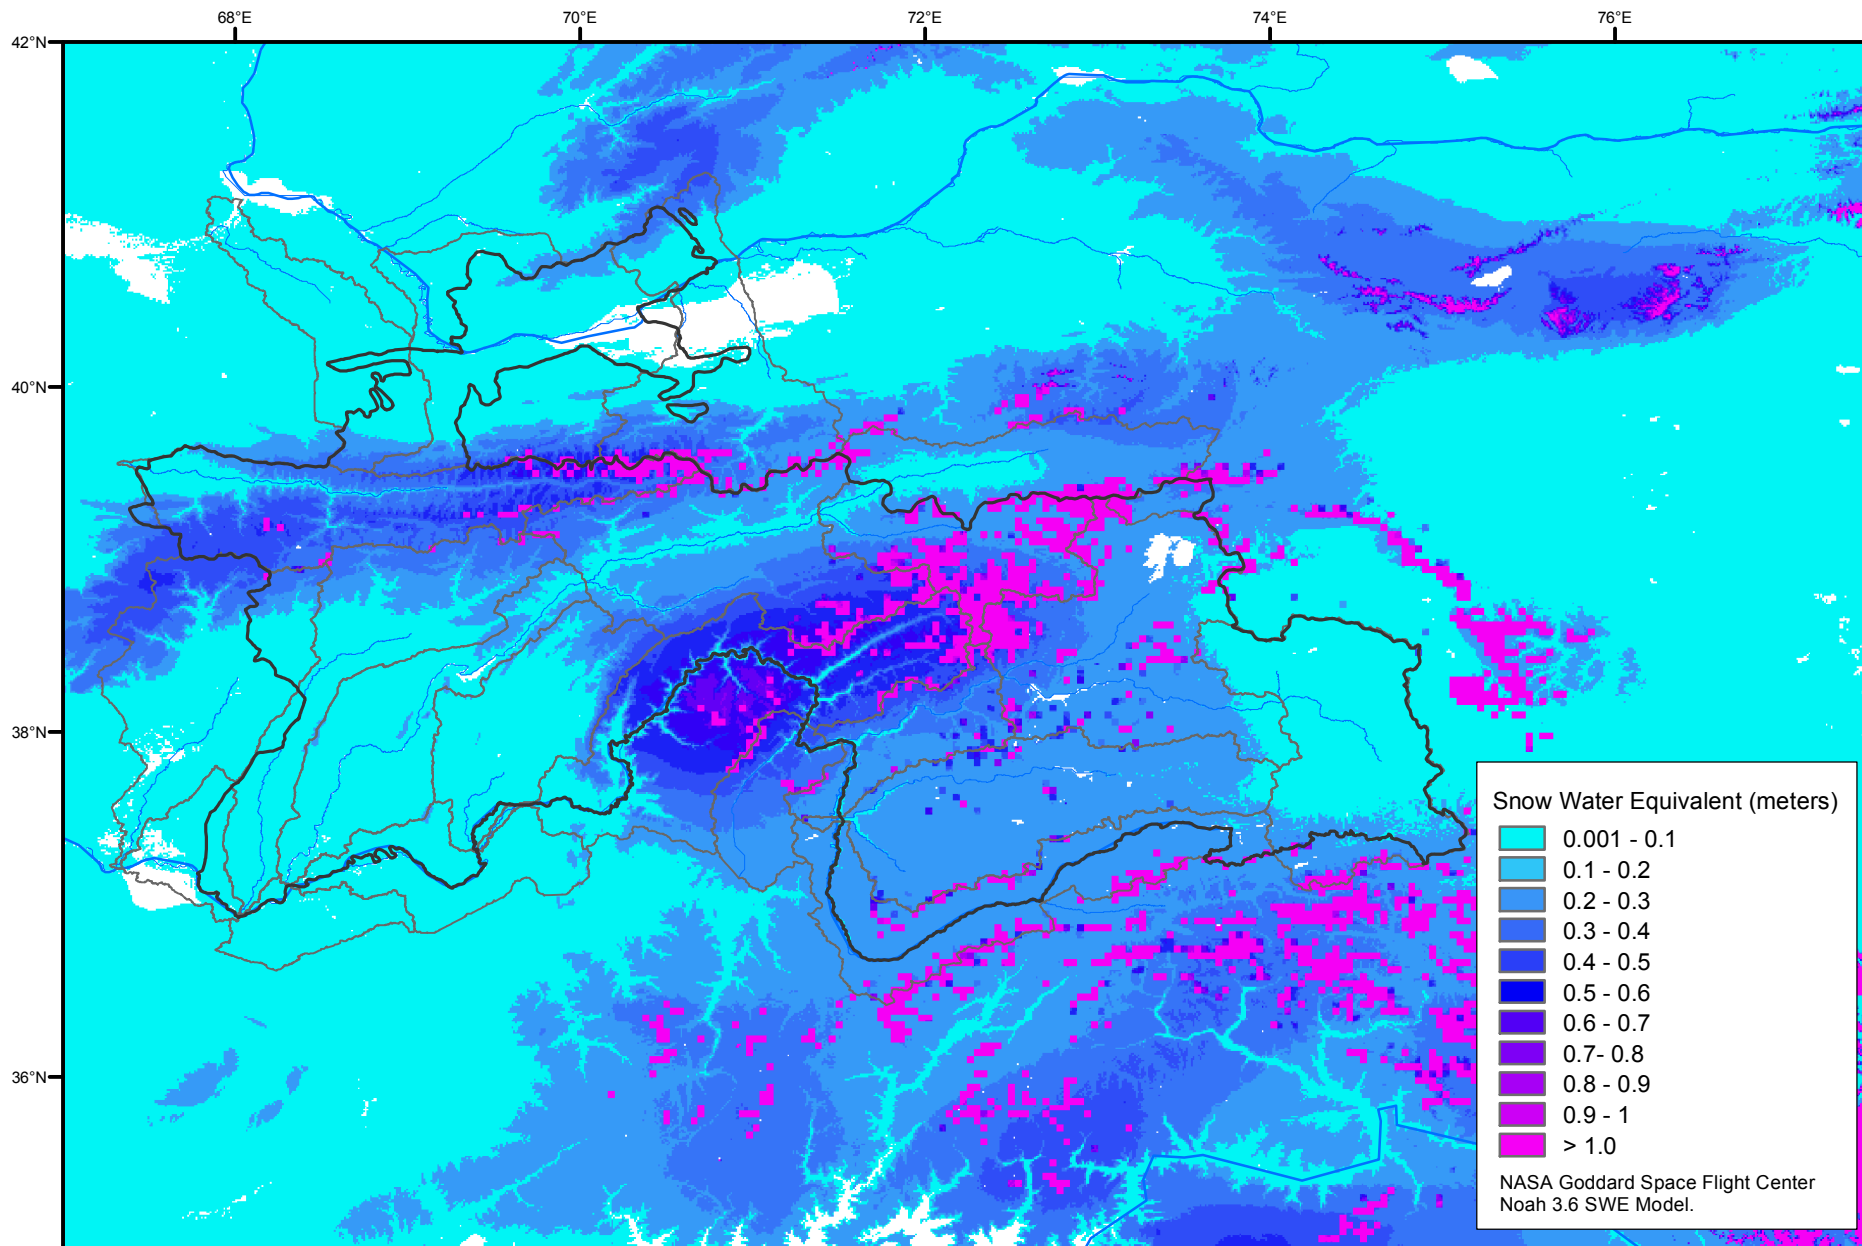 68°E
70°E
72°E
74°E
76°E
42°N
40°N
38°N
36°N
Snow Water Equivalent (meters)
0.001 - 0.1
0.1 - 0.2
0.2 - 0.3
0.3 - 0.4
0.4 - 0.5
0.5 - 0.6
0.6 - 0.7
0.7- 0.8
0.8 - 0.9
0.9 - 1
> 1.0
NASA Goddard Space Flight Center
Noah 3.6 SWE Model.